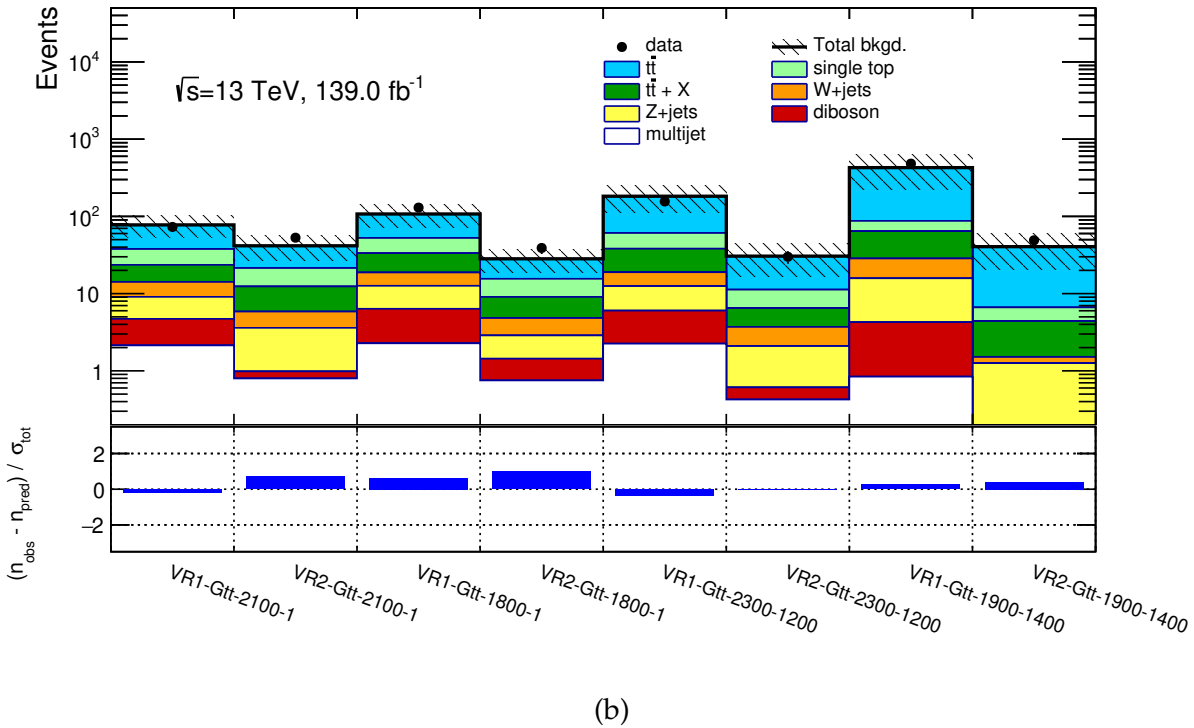 Events
10⁴
10³
10²
10
1
√s=13 TeV, 139.0 fb⁻¹
data
tt̄
tt̄ + X
Z+jets
multijet
Total bkgd.
single top
W+jets
diboson
(n_obs - n_pred) / σ_tot
2
0
−2
VR1-Gtt-2100-1
VR2-Gtt-2100-1
VR1-Gtt-1800-1
VR2-Gtt-1800-1
VR1-Gtt-2300-1200
VR2-Gtt-2300-1200
VR1-Gtt-1900-1400
VR2-Gtt-1900-1400
(b)